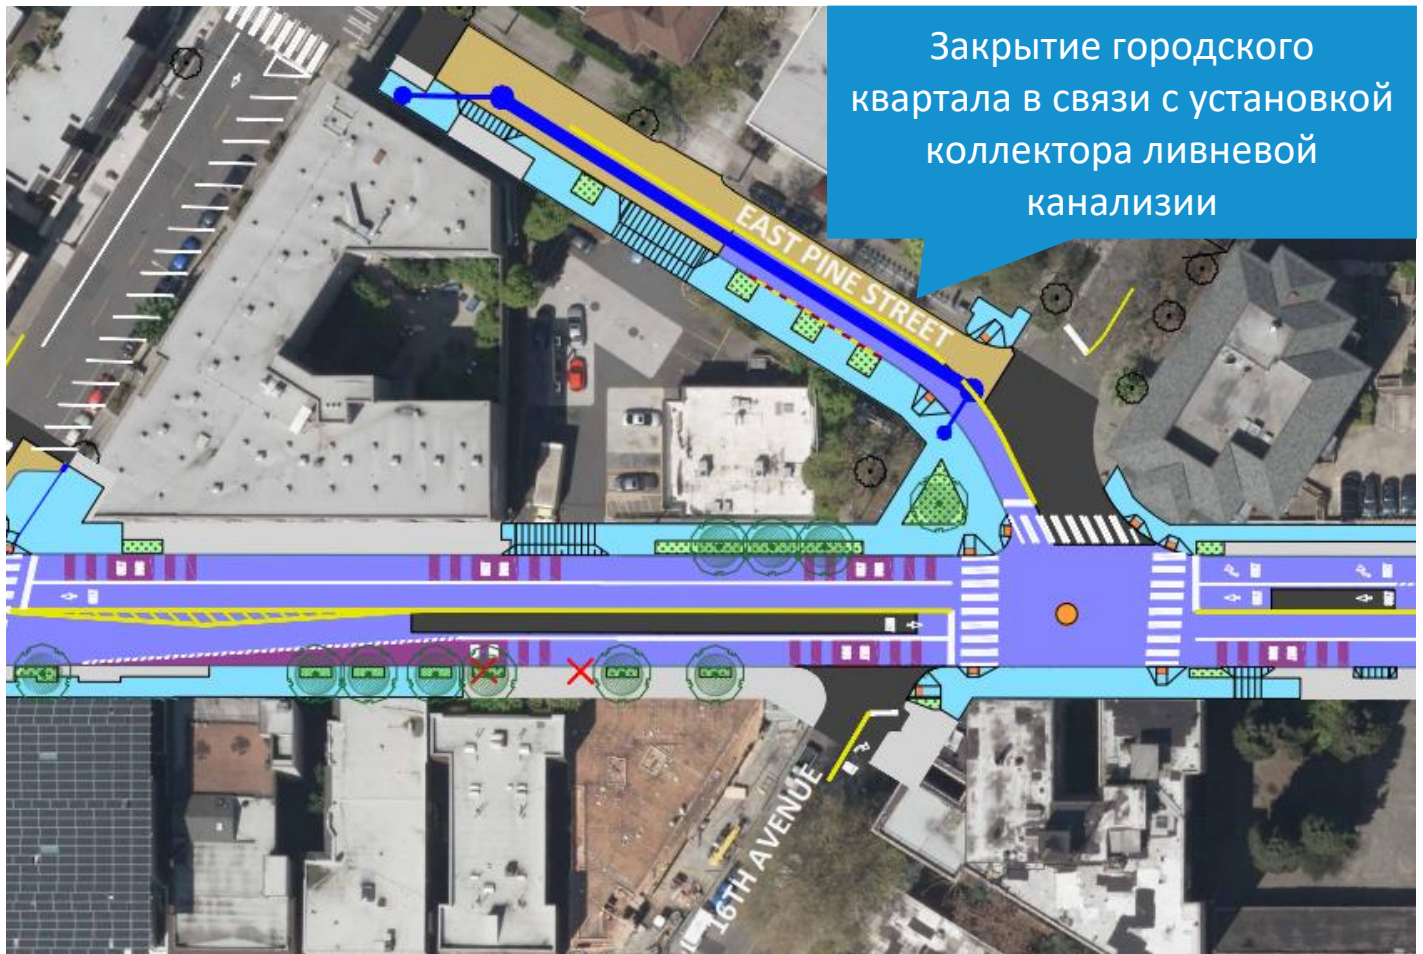 Закрытие городского
квартала в связи с установкой
коллектора ливневой
канализии
EAST PINE STREET
16TH AVENUE